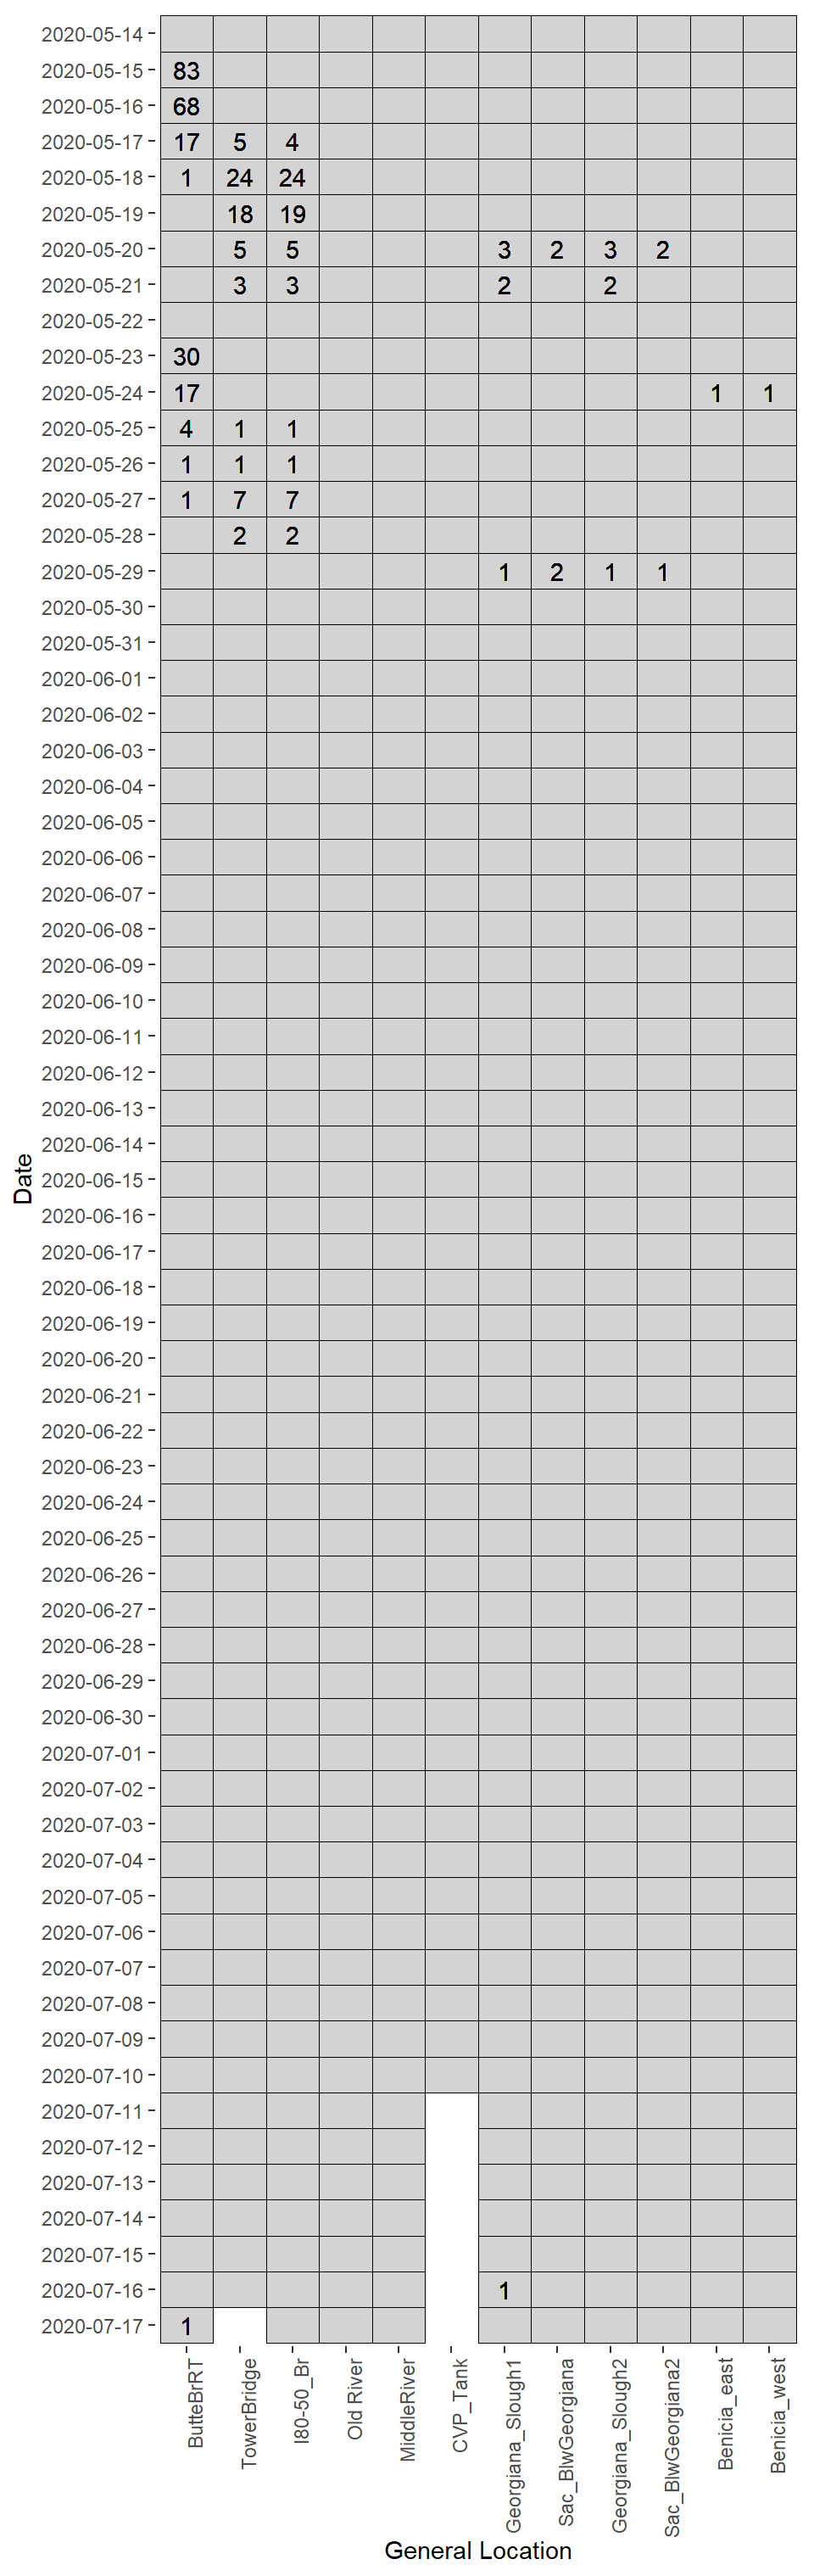 2020-05-14
2020-05-15 83
2020-05-16 68
2020-05-17 17 5 4
2020-05-18 1 24 24
2020-05-19 18 19
2020-05-20 5 5 3 2 3 2
2020-05-21 3 3 2 2
2020-05-22
2020-05-23 30
2020-05-24 17 1 1
2020-05-25 4 1 1
2020-05-26 1 1 1
2020-05-27 1 7 7
2020-05-28 2 2
2020-05-29 1 2 1 1
2020-05-30
2020-05-31
2020-06-01
2020-06-02
2020-06-03
2020-06-04
2020-06-05
2020-06-06
2020-06-07
2020-06-08
2020-06-09
2020-06-10
2020-06-11
2020-06-12
2020-06-13
2020-06-14
2020-06-15
2020-06-16
2020-06-17
2020-06-18
2020-06-19
2020-06-20
2020-06-21
2020-06-22
2020-06-23
2020-06-24
2020-06-25
2020-06-26
2020-06-27
2020-06-28
2020-06-29
2020-06-30
2020-07-01
2020-07-02
2020-07-03
2020-07-04
2020-07-05
2020-07-06
2020-07-07
2020-07-08
2020-07-09
2020-07-10
2020-07-11
2020-07-12
2020-07-13
2020-07-14
2020-07-15
2020-07-16 1
2020-07-17 1
Date
ButteBrRT
TowerBridge
I80-50_Br
Old River
MiddleRiver
CVP_Tank
Georgiana_Slough1
Sac_BlwGeorgiana
Georgiana_Slough2
Sac_BlwGeorgiana2
Benicia_east
Benicia_west
General Location